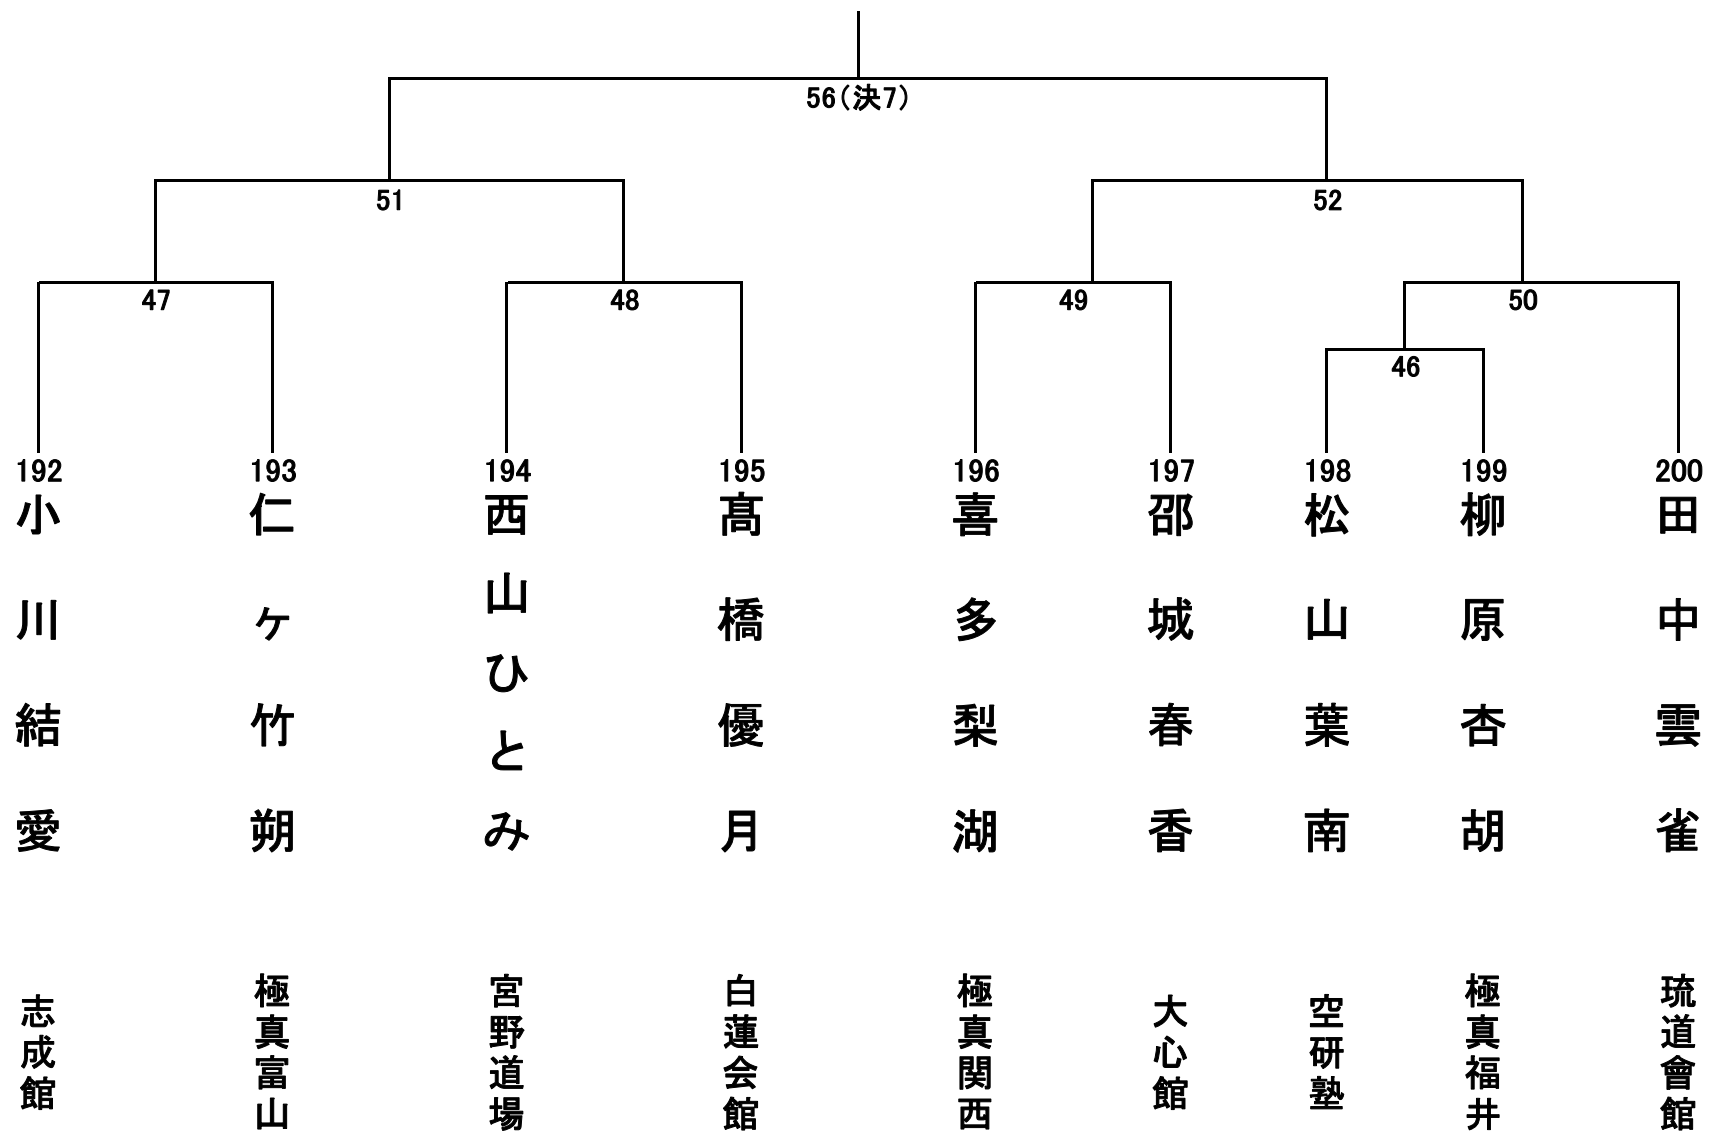 56(決7)
51
52
47
48
49
50
46
192
193
194
195
196
197
198
199
200
小川結愛
仁ヶ竹朔
西山ひとみ
髙橋優月
喜多梨湖
邵城春香
松山葉南
柳原杏胡
田中雲雀
志成館
極真富山
宮野道場
白蓮会館
極真関西
大心館
空研塾
極真福井
琉道會館